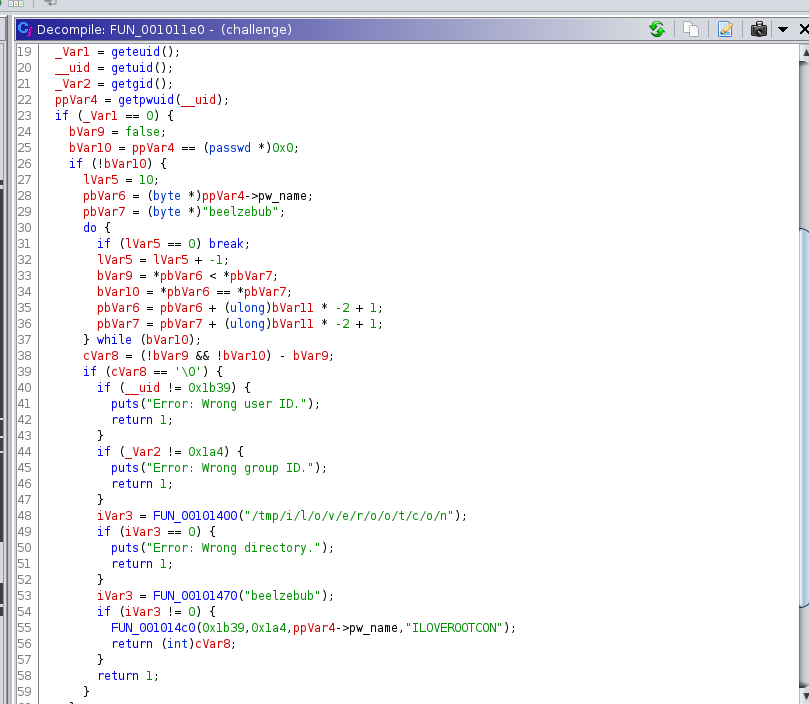 Decompile: FUN_001011e0 - (challenge)
19 _Var1 = geteuid();
20 __uid = getuid();
21 _Var2 = getgid();
22 ppVar4 = getpwuid(__uid);
23 if (_Var1 == 0) {
24 bVar9 = false;
25 bVar10 = ppVar4 == (passwd *)0x0;
26 if (!bVar10) {
27 lVar5 = 10;
28 pbVar6 = (byte *)ppVar4->pw_name;
29 pbVar7 = (byte *)"beelzebub";
30 do {
31 if (lVar5 == 0) break;
32 lVar5 = lVar5 + -1;
33 bVar9 = *pbVar6 < *pbVar7;
34 bVar10 = *pbVar6 == *pbVar7;
35 pbVar6 = pbVar6 + (ulong)bVar11 * -2 + 1;
36 pbVar7 = pbVar7 + (ulong)bVar11 * -2 + 1;
37 } while (bVar10);
38 cVar8 = (!bVar9 && !bVar10) - bVar9;
39 if (cVar8 == '\0') {
40 if (__uid != 0x1b39) {
41 puts("Error: Wrong user ID.");
42 return 1;
43 }
44 if (_Var2 != 0x1a4) {
45 puts("Error: Wrong group ID.");
46 return 1;
47 }
48 iVar3 = FUN_00101400("/tmp/i/l/o/v/e/r/o/o/t/c/o/n");
49 if (iVar3 == 0) {
50 puts("Error: Wrong directory.");
51 return 1;
52 }
53 iVar3 = FUN_00101470("beelzebub");
54 if (iVar3 != 0) {
55 FUN_001014c0(0x1b39,0x1a4,ppVar4->pw_name,"ILOVEROOTCON");
56 return (int)cVar8;
57 }
58 return 1;
59 }